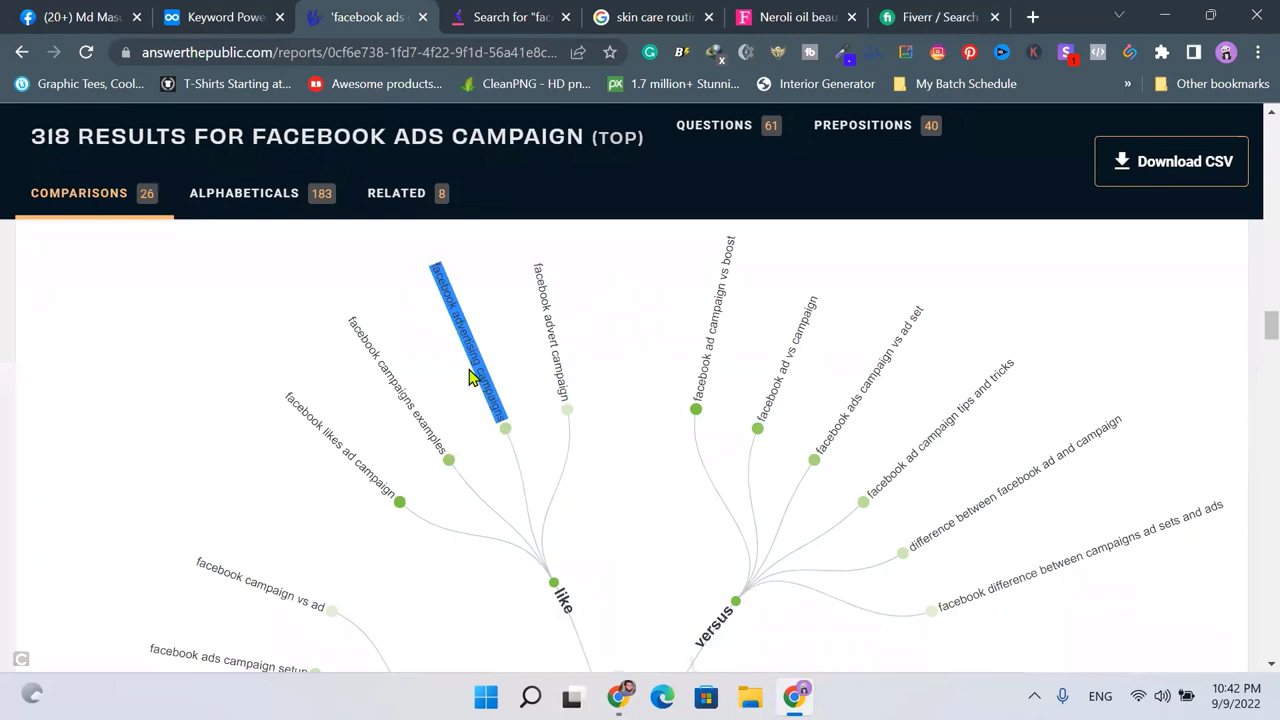 (20+) Md Mas
Keyword Pow
'facebook ads
Search for "fac
skin care routi
Neroli oil beau
Fiverr / Search
answerthepublic.com/reports/0cf6e738-1fd7-4f22-9f1d-56a41e8c...
Graphic Tees, Cool...
T-Shirts Starting at...
Awesome products...
CleanPNG - HD pn...
1.7 million+ Stunni...
Interior Generator
My Batch Schedule
»
Other bookmarks
318 RESULTS FOR FACEBOOK ADS CAMPAIGN (TOP)
QUESTIONS 61
PREPOSITIONS 40
Download CSV
COMPARISONS 26
ALPHABETICALS 183
RELATED 8
facebook likes ad campaign
facebook campaigns examples
facebook advertising campaigns
facebook advert campaign
facebook ad campaign vs boost
facebook ad vs campaign
facebook ads campaign vs ad set
facebook ad campaign tips and tricks
difference between facebook ad and campaign
facebook difference between campaigns ad sets and ads
facebook campaign vs ad
facebook ads campaign setup
like
versus
ENG
10:42 PM
9/9/2022